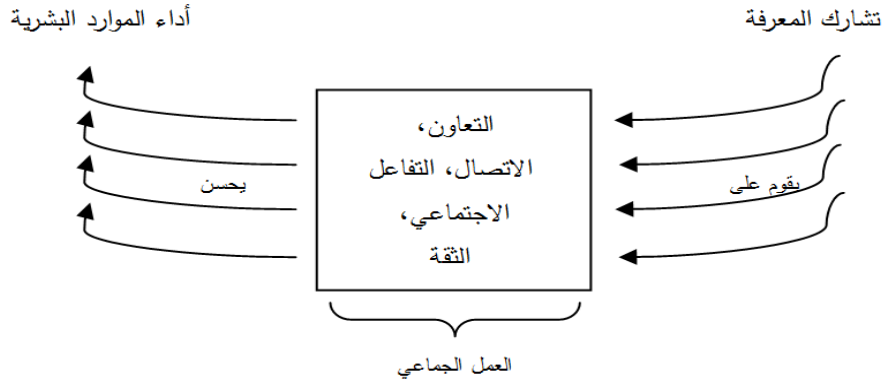 تشارك المعرفة
أداء الموارد البشرية
التعاون،
الاتصال، التفاعل
الاجتماعي،
الثقة
يقوم على
يحسن
العمل الجماعي